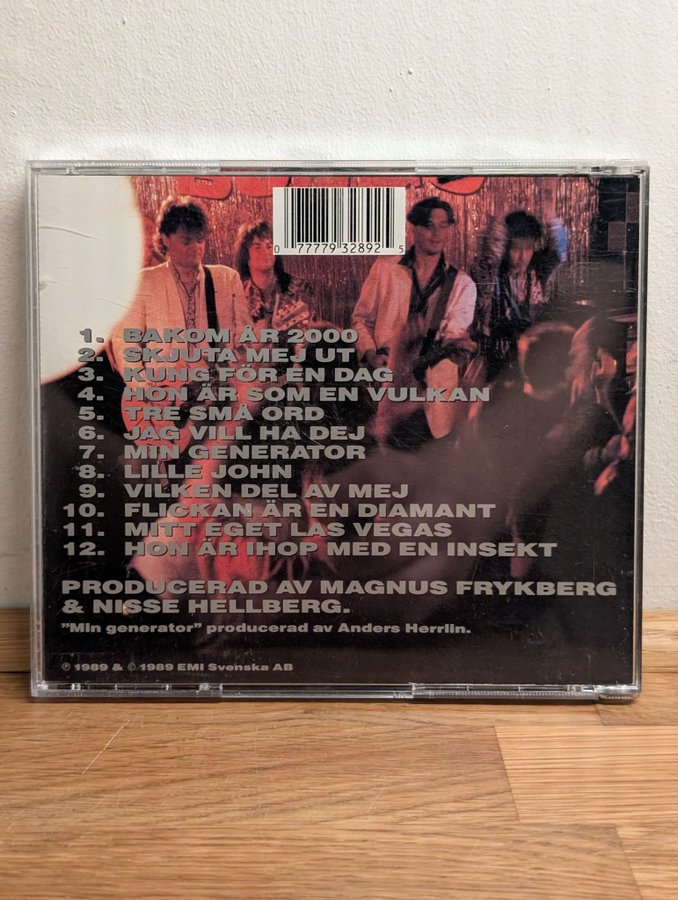 0 77779 32892 5
1. BAKOM ÅR 2000
2. SKJUTA MEJ UT
3. KUNG FÖR EN DAG
4. HON ÄR SOM EN VULKAN
5. TRE SMÅ ORD
6. JAG VILL HA DEJ
7. MIN GENERATOR
8. LILLE JOHN
9. VILKEN DEL AV MEJ
10. FLICKAN ÄR EN DIAMANT
11. MITT EGET LAS VEGAS
12. HON ÄR IHOP MED EN INSEKT
PRODUCERAD AV MAGNUS FRYKBERG
& NISSE HELLBERG.
”Min generator” producerad av Anders Herrlin.
℗ 1989 & © 1989 EMI Svenska AB